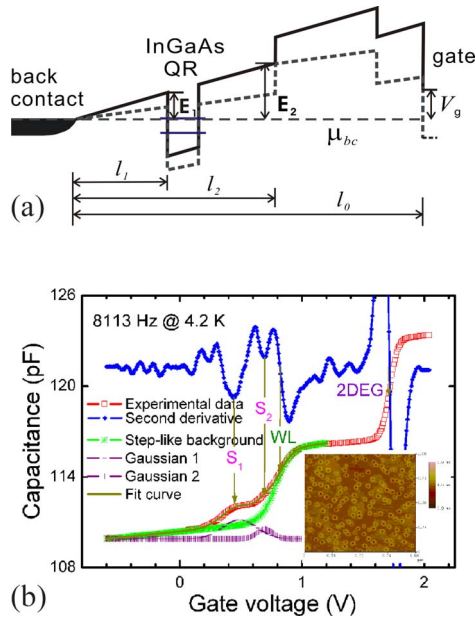 InGaAs
QR
gate
back
contact
E1
E2
Vg
μbc
l1
l2
l0
(a)
126
120
114
108
Capacitance (pF)
8113 Hz @ 4.2 K
Experimental data
Second derivative
Step-like background
Gaussian 1
Gaussian 2
Fit curve
S1
S2
WL
2DEG
0
1
2
Gate voltage (V)
(b)